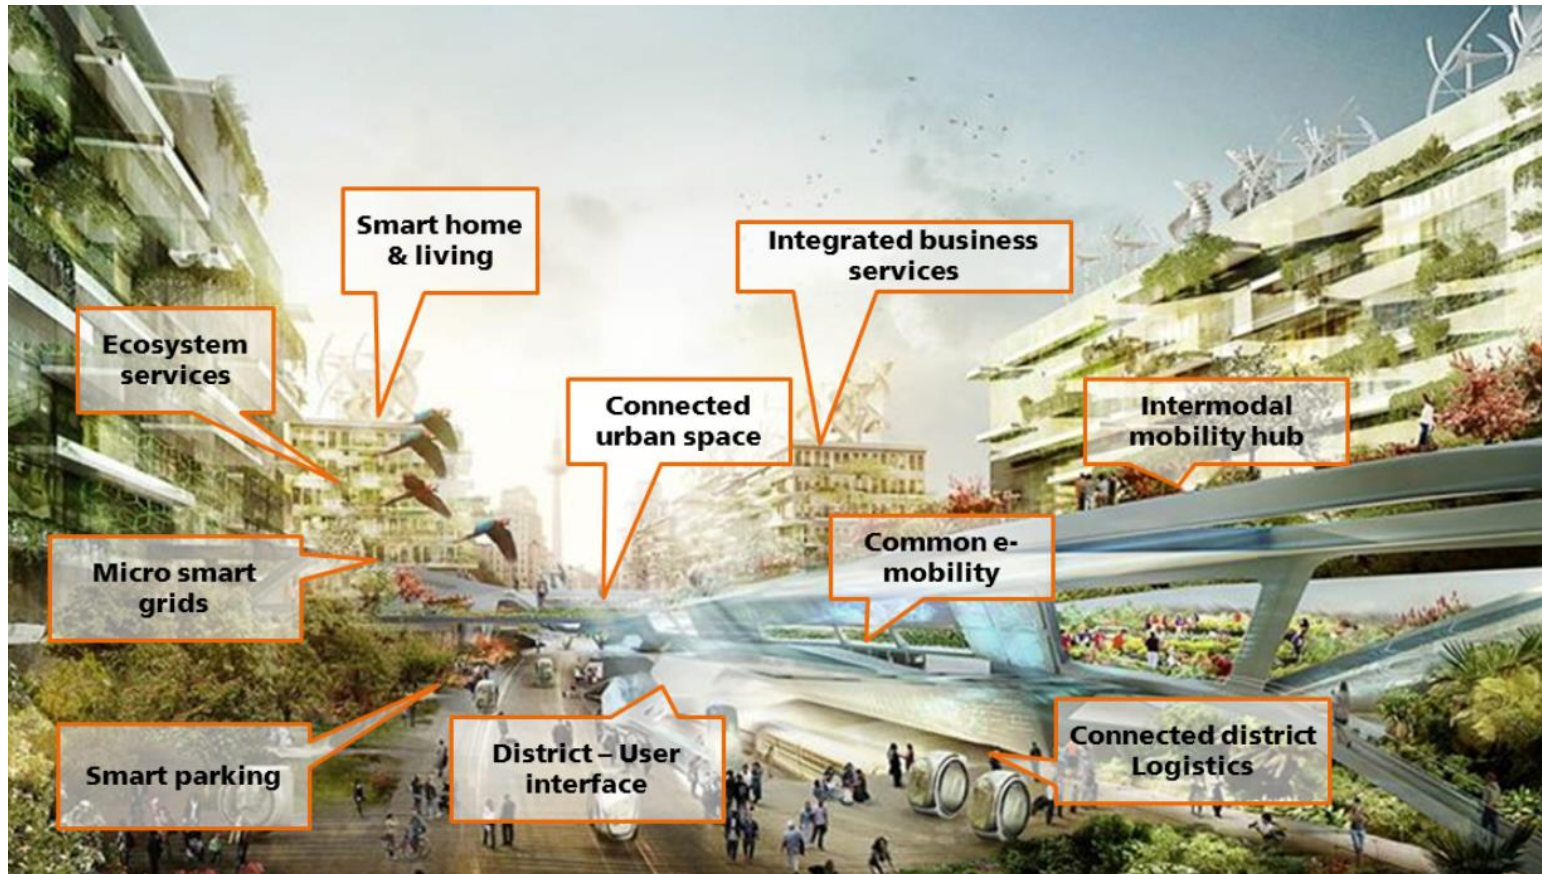 Smart home
& living
Integrated business
services
Ecosystem
services
Connected
urban space
Intermodal
mobility hub
Common e-
mobility
Micro smart
grids
Smart parking
District – User
interface
Connected district
Logistics